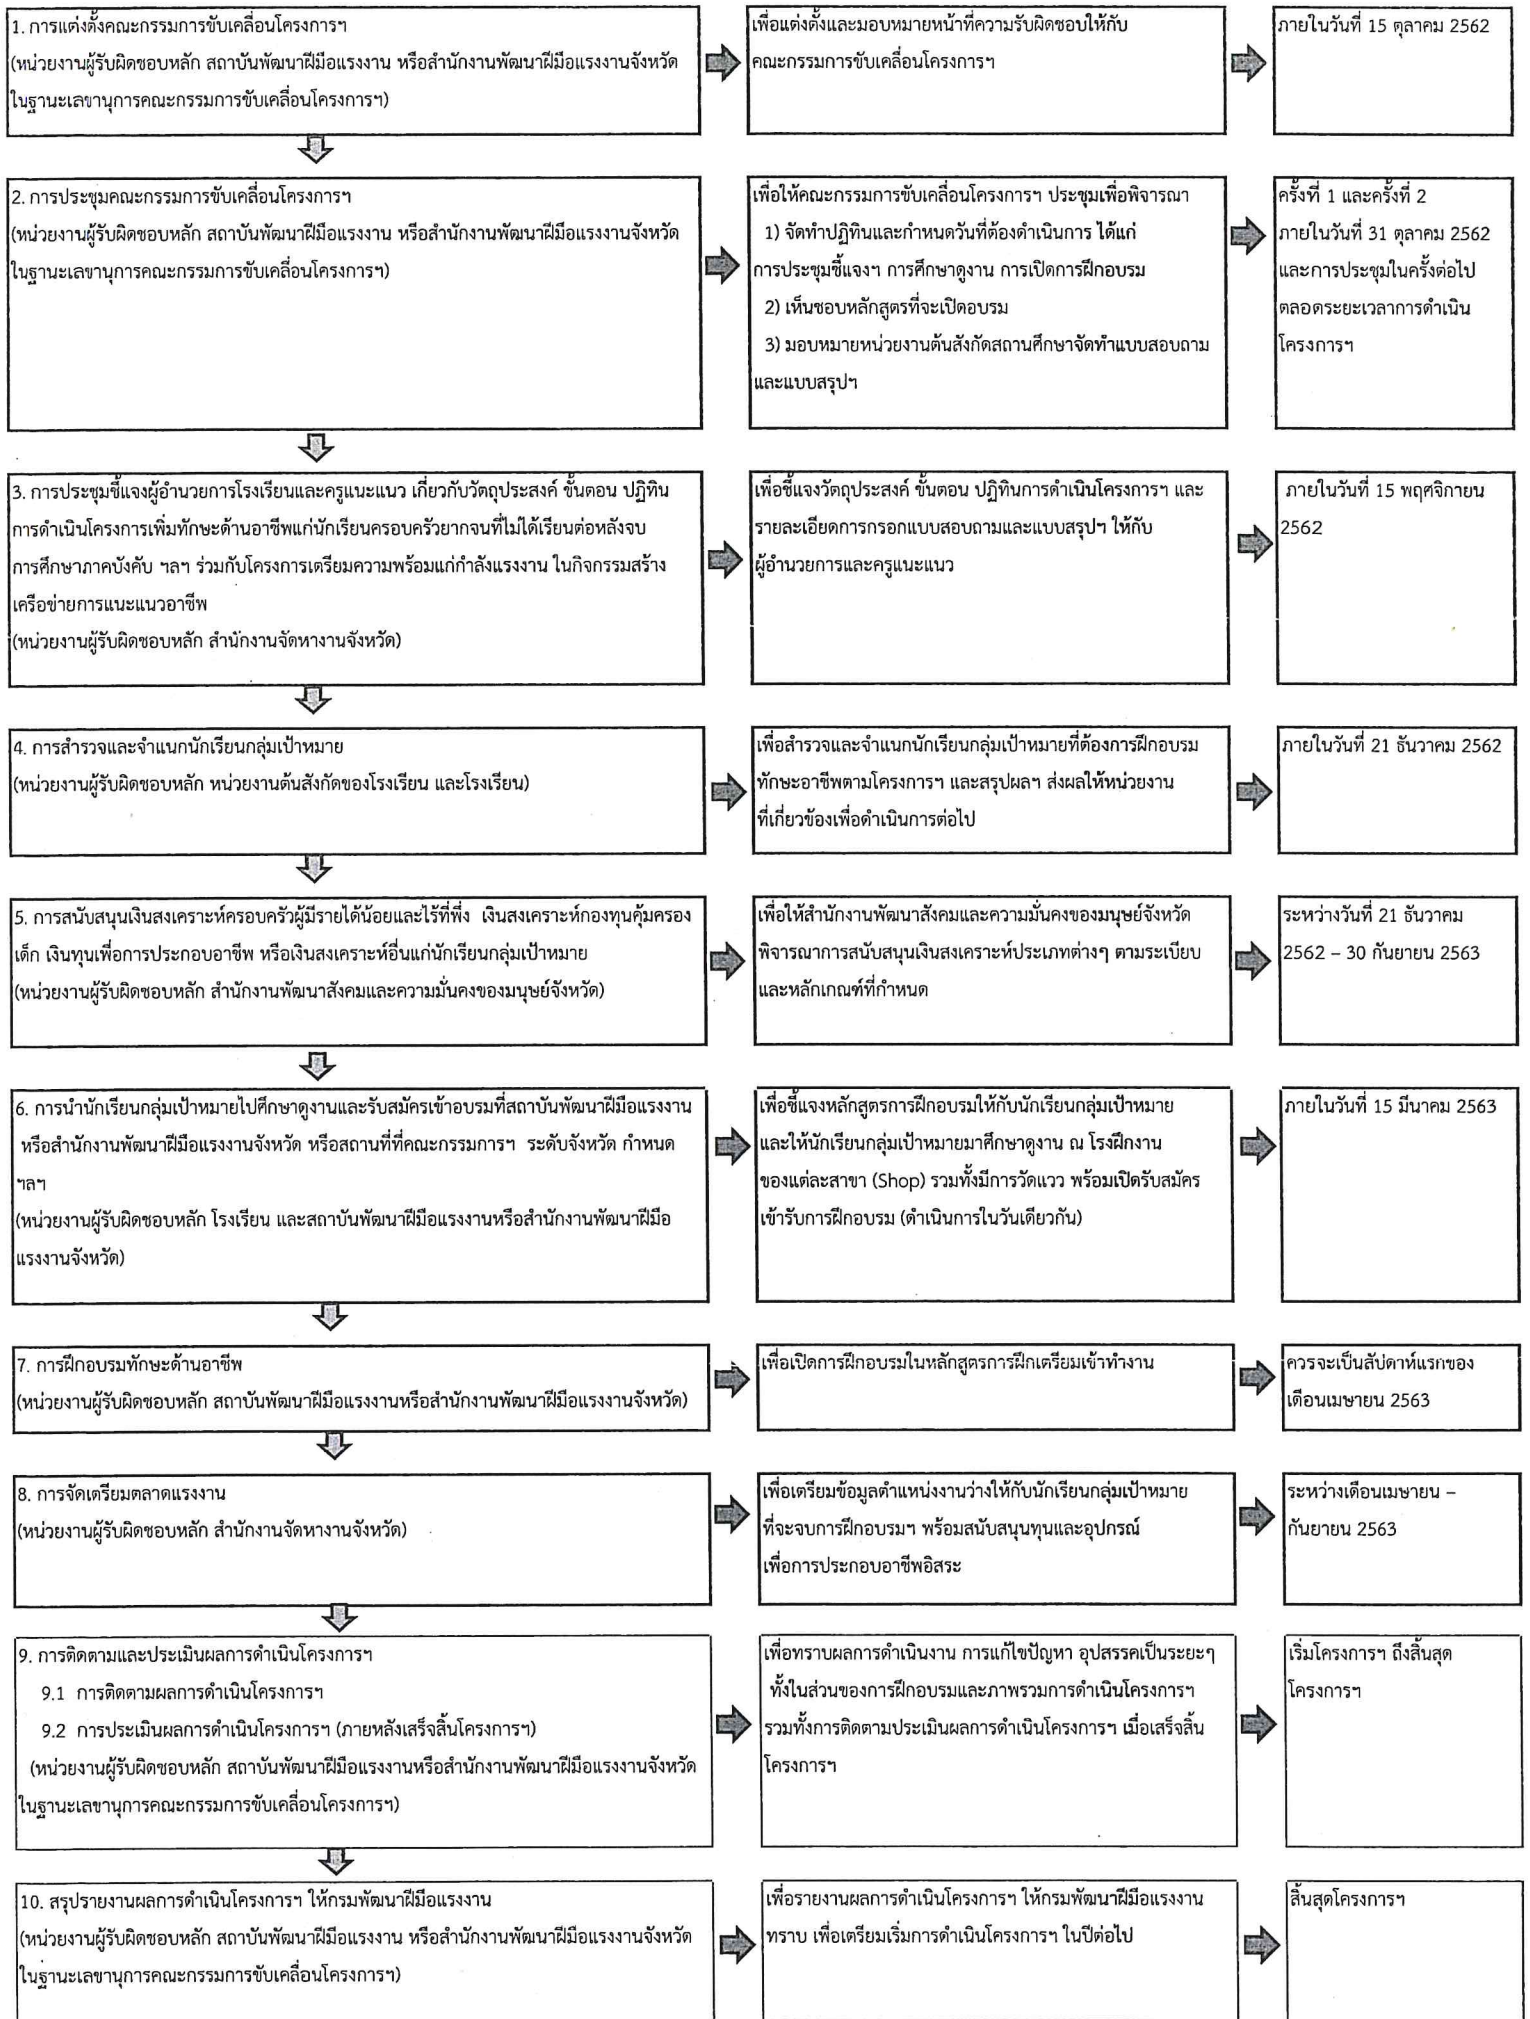 1. การแต่งตั้งคณะกรรมการขับเคลื่อนโครงการฯ
(หน่วยงานผู้รับผิดชอบหลัก สถาบันพัฒนาฝีมือแรงงาน หรือสำนักงานพัฒนาฝีมือแรงงานจังหวัด
ในฐานะเลขานุการคณะกรรมการขับเคลื่อนโครงการฯ)
เพื่อแต่งตั้งและมอบหมายหน้าที่ความรับผิดชอบให้กับ
คณะกรรมการขับเคลื่อนโครงการฯ
ภายในวันที่ 15 ตุลาคม 2562
2. การประชุมคณะกรรมการขับเคลื่อนโครงการฯ
(หน่วยงานผู้รับผิดชอบหลัก สถาบันพัฒนาฝีมือแรงงาน หรือสำนักงานพัฒนาฝีมือแรงงานจังหวัด
ในฐานะเลขานุการคณะกรรมการขับเคลื่อนโครงการฯ)
เพื่อให้คณะกรรมการขับเคลื่อนโครงการฯ ประชุมเพื่อพิจารณา
1) จัดทำปฏิทินและกำหนดวันที่ต้องดำเนินการ ได้แก่
การประชุมชี้แจงฯ การศึกษาดูงาน การเปิดการฝึกอบรม
2) เห็นชอบหลักสูตรที่จะเปิดอบรม
3) มอบหมายหน่วยงานต้นสังกัดสถานศึกษาจัดทำแบบสอบถาม
และแบบสรุปฯ
ครั้งที่ 1 และครั้งที่ 2
ภายในวันที่ 31 ตุลาคม 2562
และการประชุมในครั้งต่อไป
ตลอดระยะเวลาการดำเนิน
โครงการฯ
3. การประชุมชี้แจงผู้อำนวยการโรงเรียนและครูแนะแนว เกี่ยวกับวัตถุประสงค์ ขั้นตอน ปฏิทิน
การดำเนินโครงการเพิ่มทักษะด้านอาชีพแก่นักเรียนครอบครัวยากจนที่ไม่ได้เรียนต่อหลังจบ
การศึกษาภาคบังคับ ฯลฯ ร่วมกับโครงการเตรียมความพร้อมแก่กำลังแรงงาน ในกิจกรรมสร้าง
เครือข่ายการแนะแนวอาชีพ
(หน่วยงานผู้รับผิดชอบหลัก สำนักงานจัดหางานจังหวัด)
เพื่อชี้แจงวัตถุประสงค์ ขั้นตอน ปฏิทินการดำเนินโครงการฯ และ
รายละเอียดการกรอกแบบสอบถามและแบบสรุปฯ ให้กับ
ผู้อำนวยการและครูแนะแนว
ภายในวันที่ 15 พฤศจิกายน
2562
4. การสำรวจและจำแนกนักเรียนกลุ่มเป้าหมาย
(หน่วยงานผู้รับผิดชอบหลัก หน่วยงานต้นสังกัดของโรงเรียน และโรงเรียน)
เพื่อสำรวจและจำแนกนักเรียนกลุ่มเป้าหมายที่ต้องการฝึกอบรม
ทักษะอาชีพตามโครงการฯ และสรุปผลฯ ส่งผลให้หน่วยงาน
ที่เกี่ยวข้องเพื่อดำเนินการต่อไป
ภายในวันที่ 21 ธันวาคม 2562
5. การสนับสนุนเงินสงเคราะห์ครอบครัวผู้มีรายได้น้อยและไร้ที่พึ่ง เงินสงเคราะห์กองทุนคุ้มครอง
เด็ก เงินทุนเพื่อการประกอบอาชีพ หรือเงินสงเคราะห์อื่นแก่นักเรียนกลุ่มเป้าหมาย
(หน่วยงานผู้รับผิดชอบหลัก สำนักงานพัฒนาสังคมและความมั่นคงของมนุษย์จังหวัด)
เพื่อให้สำนักงานพัฒนาสังคมและความมั่นคงของมนุษย์จังหวัด
พิจารณาการสนับสนุนเงินสงเคราะห์ประเภทต่างๆ ตามระเบียบ
และหลักเกณฑ์ที่กำหนด
ระหว่างวันที่ 21 ธันวาคม
2562 – 30 กันยายน 2563
6. การนำนักเรียนกลุ่มเป้าหมายไปศึกษาดูงานและรับสมัครเข้าอบรมที่สถาบันพัฒนาฝีมือแรงงาน
หรือสำนักงานพัฒนาฝีมือแรงงานจังหวัด หรือสถานที่ที่คณะกรรมการฯ ระดับจังหวัด กำหนด
ฯลฯ
(หน่วยงานผู้รับผิดชอบหลัก โรงเรียน และสถาบันพัฒนาฝีมือแรงงานหรือสำนักงานพัฒนาฝีมือ
แรงงานจังหวัด)
เพื่อชี้แจงหลักสูตรการฝึกอบรมให้กับนักเรียนกลุ่มเป้าหมาย
และให้นักเรียนกลุ่มเป้าหมายมาศึกษาดูงาน ณ โรงฝึกงาน
ของแต่ละสาขา (Shop) รวมทั้งมีการวัดแวว พร้อมเปิดรับสมัคร
เข้ารับการฝึกอบรม (ดำเนินการในวันเดียวกัน)
ภายในวันที่ 15 มีนาคม 2563
7. การฝึกอบรมทักษะด้านอาชีพ
(หน่วยงานผู้รับผิดชอบหลัก สถาบันพัฒนาฝีมือแรงงานหรือสำนักงานพัฒนาฝีมือแรงงานจังหวัด)
เพื่อเปิดการฝึกอบรมในหลักสูตรการฝึกเตรียมเข้าทำงาน
ควรจะเป็นสัปดาห์แรกของ
เดือนเมษายน 2563
8. การจัดเตรียมตลาดแรงงาน
(หน่วยงานผู้รับผิดชอบหลัก สำนักงานจัดหางานจังหวัด)
เพื่อเตรียมข้อมูลตำแหน่งงานว่างให้กับนักเรียนกลุ่มเป้าหมาย
ที่จะจบการฝึกอบรมฯ พร้อมสนับสนุนทุนและอุปกรณ์
เพื่อการประกอบอาชีพอิสระ
ระหว่างเดือนเมษายน –
กันยายน 2563
9. การติดตามและประเมินผลการดำเนินโครงการฯ
9.1 การติดตามผลการดำเนินโครงการฯ
9.2 การประเมินผลการดำเนินโครงการฯ (ภายหลังเสร็จสิ้นโครงการฯ)
(หน่วยงานผู้รับผิดชอบหลัก สถาบันพัฒนาฝีมือแรงงานหรือสำนักงานพัฒนาฝีมือแรงงานจังหวัด
ในฐานะเลขานุการคณะกรรมการขับเคลื่อนโครงการฯ)
เพื่อทราบผลการดำเนินงาน การแก้ไขปัญหา อุปสรรคเป็นระยะๆ
ทั้งในส่วนของการฝึกอบรมและภาพรวมการดำเนินโครงการฯ
รวมทั้งการติดตามประเมินผลการดำเนินโครงการฯ เมื่อเสร็จสิ้น
โครงการฯ
เริ่มโครงการฯ ถึงสิ้นสุด
โครงการฯ
10. สรุปรายงานผลการดำเนินโครงการฯ ให้กรมพัฒนาฝีมือแรงงาน
(หน่วยงานผู้รับผิดชอบหลัก สถาบันพัฒนาฝีมือแรงงาน หรือสำนักงานพัฒนาฝีมือแรงงานจังหวัด
ในฐานะเลขานุการคณะกรรมการขับเคลื่อนโครงการฯ)
เพื่อรายงานผลการดำเนินโครงการฯ ให้กรมพัฒนาฝีมือแรงงาน
ทราบ เพื่อเตรียมเริ่มการดำเนินโครงการฯ ในปีต่อไป
สิ้นสุดโครงการฯ